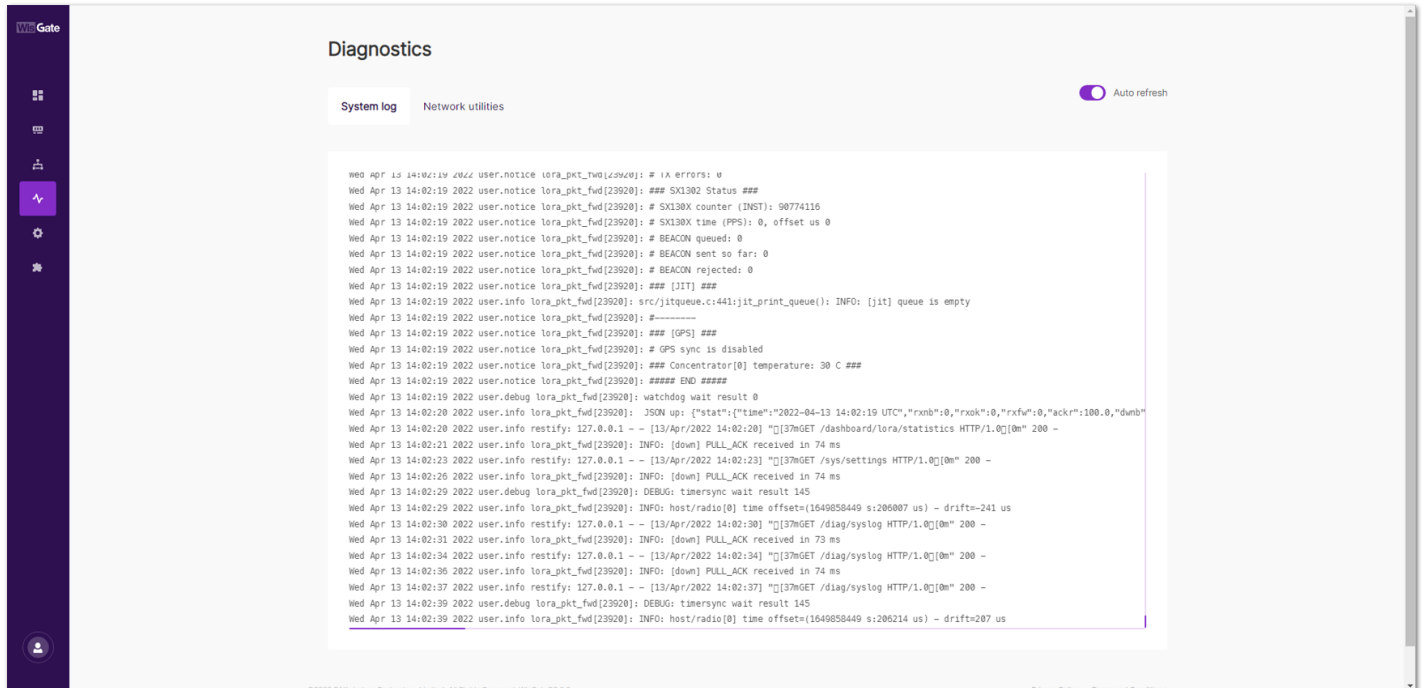 WisGate
Diagnostics
Auto refresh
System log
Network utilities
Wed Apr 13 14:02:19 2022 user.notice lora_pkt_fwd[23920]: # TX errors: 0
Wed Apr 13 14:02:19 2022 user.notice lora_pkt_fwd[23920]: ### SX1302 Status ###
Wed Apr 13 14:02:19 2022 user.notice lora_pkt_fwd[23920]: # SX130X counter (INST): 90774116
Wed Apr 13 14:02:19 2022 user.notice lora_pkt_fwd[23920]: # SX130X time (PPS): 0, offset us 0
Wed Apr 13 14:02:19 2022 user.notice lora_pkt_fwd[23920]: # BEACON queued: 0
Wed Apr 13 14:02:19 2022 user.notice lora_pkt_fwd[23920]: # BEACON sent so far: 0
Wed Apr 13 14:02:19 2022 user.notice lora_pkt_fwd[23920]: # BEACON rejected: 0
Wed Apr 13 14:02:19 2022 user.notice lora_pkt_fwd[23920]: ### [JIT] ###
Wed Apr 13 14:02:19 2022 user.info lora_pkt_fwd[23920]: src/jitqueue.c:441:jit_print_queue(): INFO: [jit] queue is empty
Wed Apr 13 14:02:19 2022 user.notice lora_pkt_fwd[23920]: #--------
Wed Apr 13 14:02:19 2022 user.notice lora_pkt_fwd[23920]: ### [GPS] ###
Wed Apr 13 14:02:19 2022 user.notice lora_pkt_fwd[23920]: # GPS sync is disabled
Wed Apr 13 14:02:19 2022 user.notice lora_pkt_fwd[23920]: ### Concentrator[0] temperature: 30 C ###
Wed Apr 13 14:02:19 2022 user.notice lora_pkt_fwd[23920]: ##### END #####
Wed Apr 13 14:02:19 2022 user.debug lora_pkt_fwd[23920]: watchdog wait result 0
Wed Apr 13 14:02:20 2022 user.info lora_pkt_fwd[23920]:  JSON up: {"stat":{"time":"2022-04-13 14:02:19 UTC","rxnb":0,"rxok":0,"rxfw":0,"ackr":100.0,"dwnb"
Wed Apr 13 14:02:20 2022 user.info restify: 127.0.0.1 - - [13/Apr/2022 14:02:20] "▯[37mGET /dashboard/lora/statistics HTTP/1.0▯[0m" 200 -
Wed Apr 13 14:02:21 2022 user.info lora_pkt_fwd[23920]: INFO: [down] PULL_ACK received in 74 ms
Wed Apr 13 14:02:23 2022 user.info restify: 127.0.0.1 - - [13/Apr/2022 14:02:23] "▯[37mGET /sys/settings HTTP/1.0▯[0m" 200 -
Wed Apr 13 14:02:26 2022 user.info lora_pkt_fwd[23920]: INFO: [down] PULL_ACK received in 74 ms
Wed Apr 13 14:02:29 2022 user.debug lora_pkt_fwd[23920]: DEBUG: timersync wait result 145
Wed Apr 13 14:02:29 2022 user.info lora_pkt_fwd[23920]: INFO: host/radio[0] time offset=(1649858449 s:206007 us) - drift=-241 us
Wed Apr 13 14:02:30 2022 user.info restify: 127.0.0.1 - - [13/Apr/2022 14:02:30] "▯[37mGET /diag/syslog HTTP/1.0▯[0m" 200 -
Wed Apr 13 14:02:31 2022 user.info lora_pkt_fwd[23920]: INFO: [down] PULL_ACK received in 73 ms
Wed Apr 13 14:02:34 2022 user.info restify: 127.0.0.1 - - [13/Apr/2022 14:02:34] "▯[37mGET /diag/syslog HTTP/1.0▯[0m" 200 -
Wed Apr 13 14:02:36 2022 user.info lora_pkt_fwd[23920]: INFO: [down] PULL_ACK received in 74 ms
Wed Apr 13 14:02:37 2022 user.info restify: 127.0.0.1 - - [13/Apr/2022 14:02:37] "▯[37mGET /diag/syslog HTTP/1.0▯[0m" 200 -
Wed Apr 13 14:02:39 2022 user.debug lora_pkt_fwd[23920]: DEBUG: timersync wait result 145
Wed Apr 13 14:02:39 2022 user.info lora_pkt_fwd[23920]: INFO: host/radio[0] time offset=(1649858449 s:206214 us) - drift=207 us